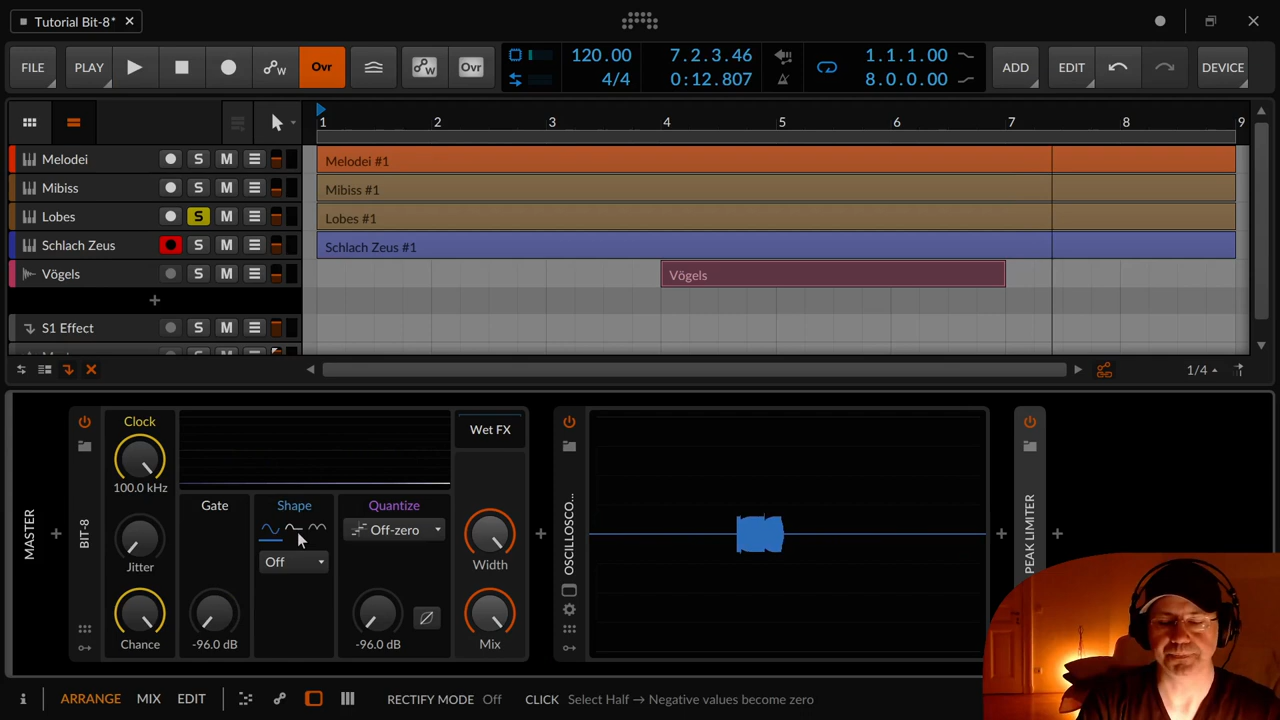 Tutorial Bit-8*
FILE
PLAY
Ovr
Ovr
120.00
4/4
7.2.3.46
0:12.807
1.1.1.00
8.0.0.00
ADD
EDIT
DEVICE
1 2 3 4 5 6 7 8 9
Melodei S M
Melodei #1
Mibiss S M
Mibiss #1
Lobes S M
Lobes #1
Schlach Zeus S M
Schlach Zeus #1
Vögels S M
Vögels
S1 Effect S M
1/4
MASTER
BIT-8
Clock
100.0 kHz
Jitter
Chance
Gate
-96.0 dB
Shape
Off
Quantize
Off-zero
-96.0 dB
Wet FX
Width
Mix
OSCILLOSCO...
PEAK LIMITER
ARRANGE MIX EDIT
RECTIFY MODE Off
CLICK Select Half → Negative values become zero